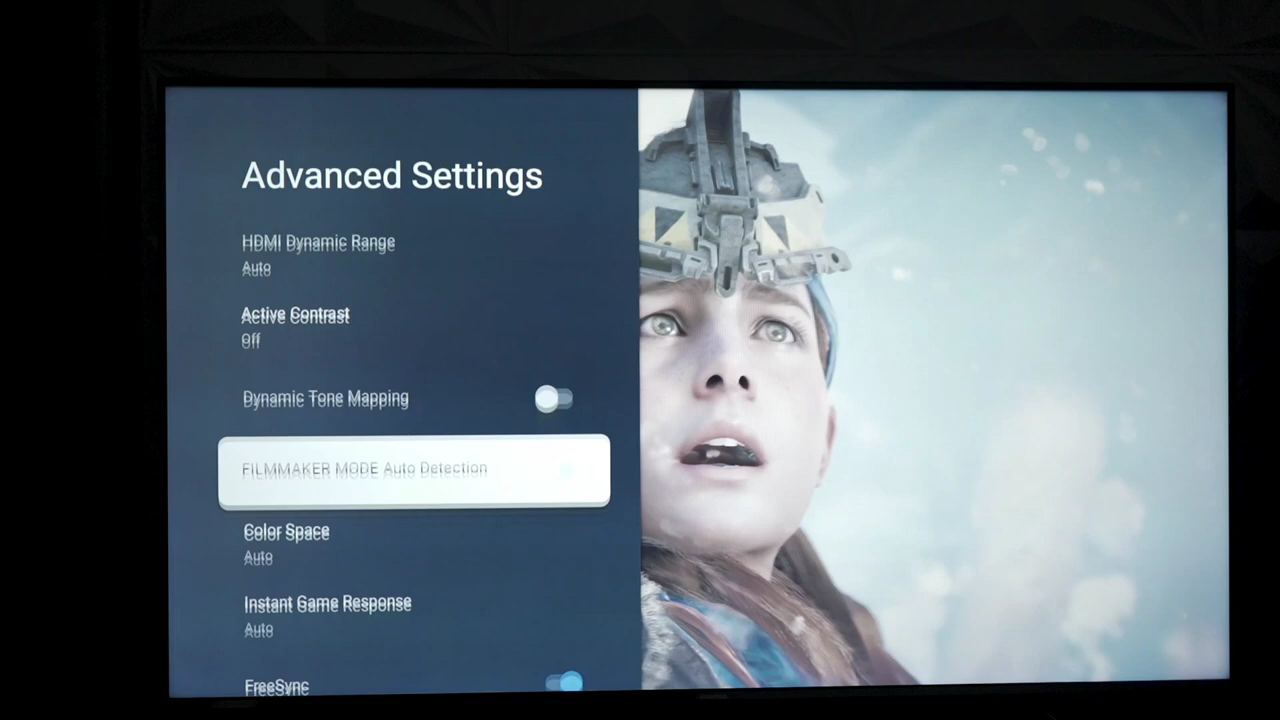 Advanced Settings
HDMI Dynamic Range
Auto
Active Contrast
Off
Dynamic Tone Mapping
FILMMAKER MODE Auto Detection
Color Space
Auto
Instant Game Response
Auto
FreeSync